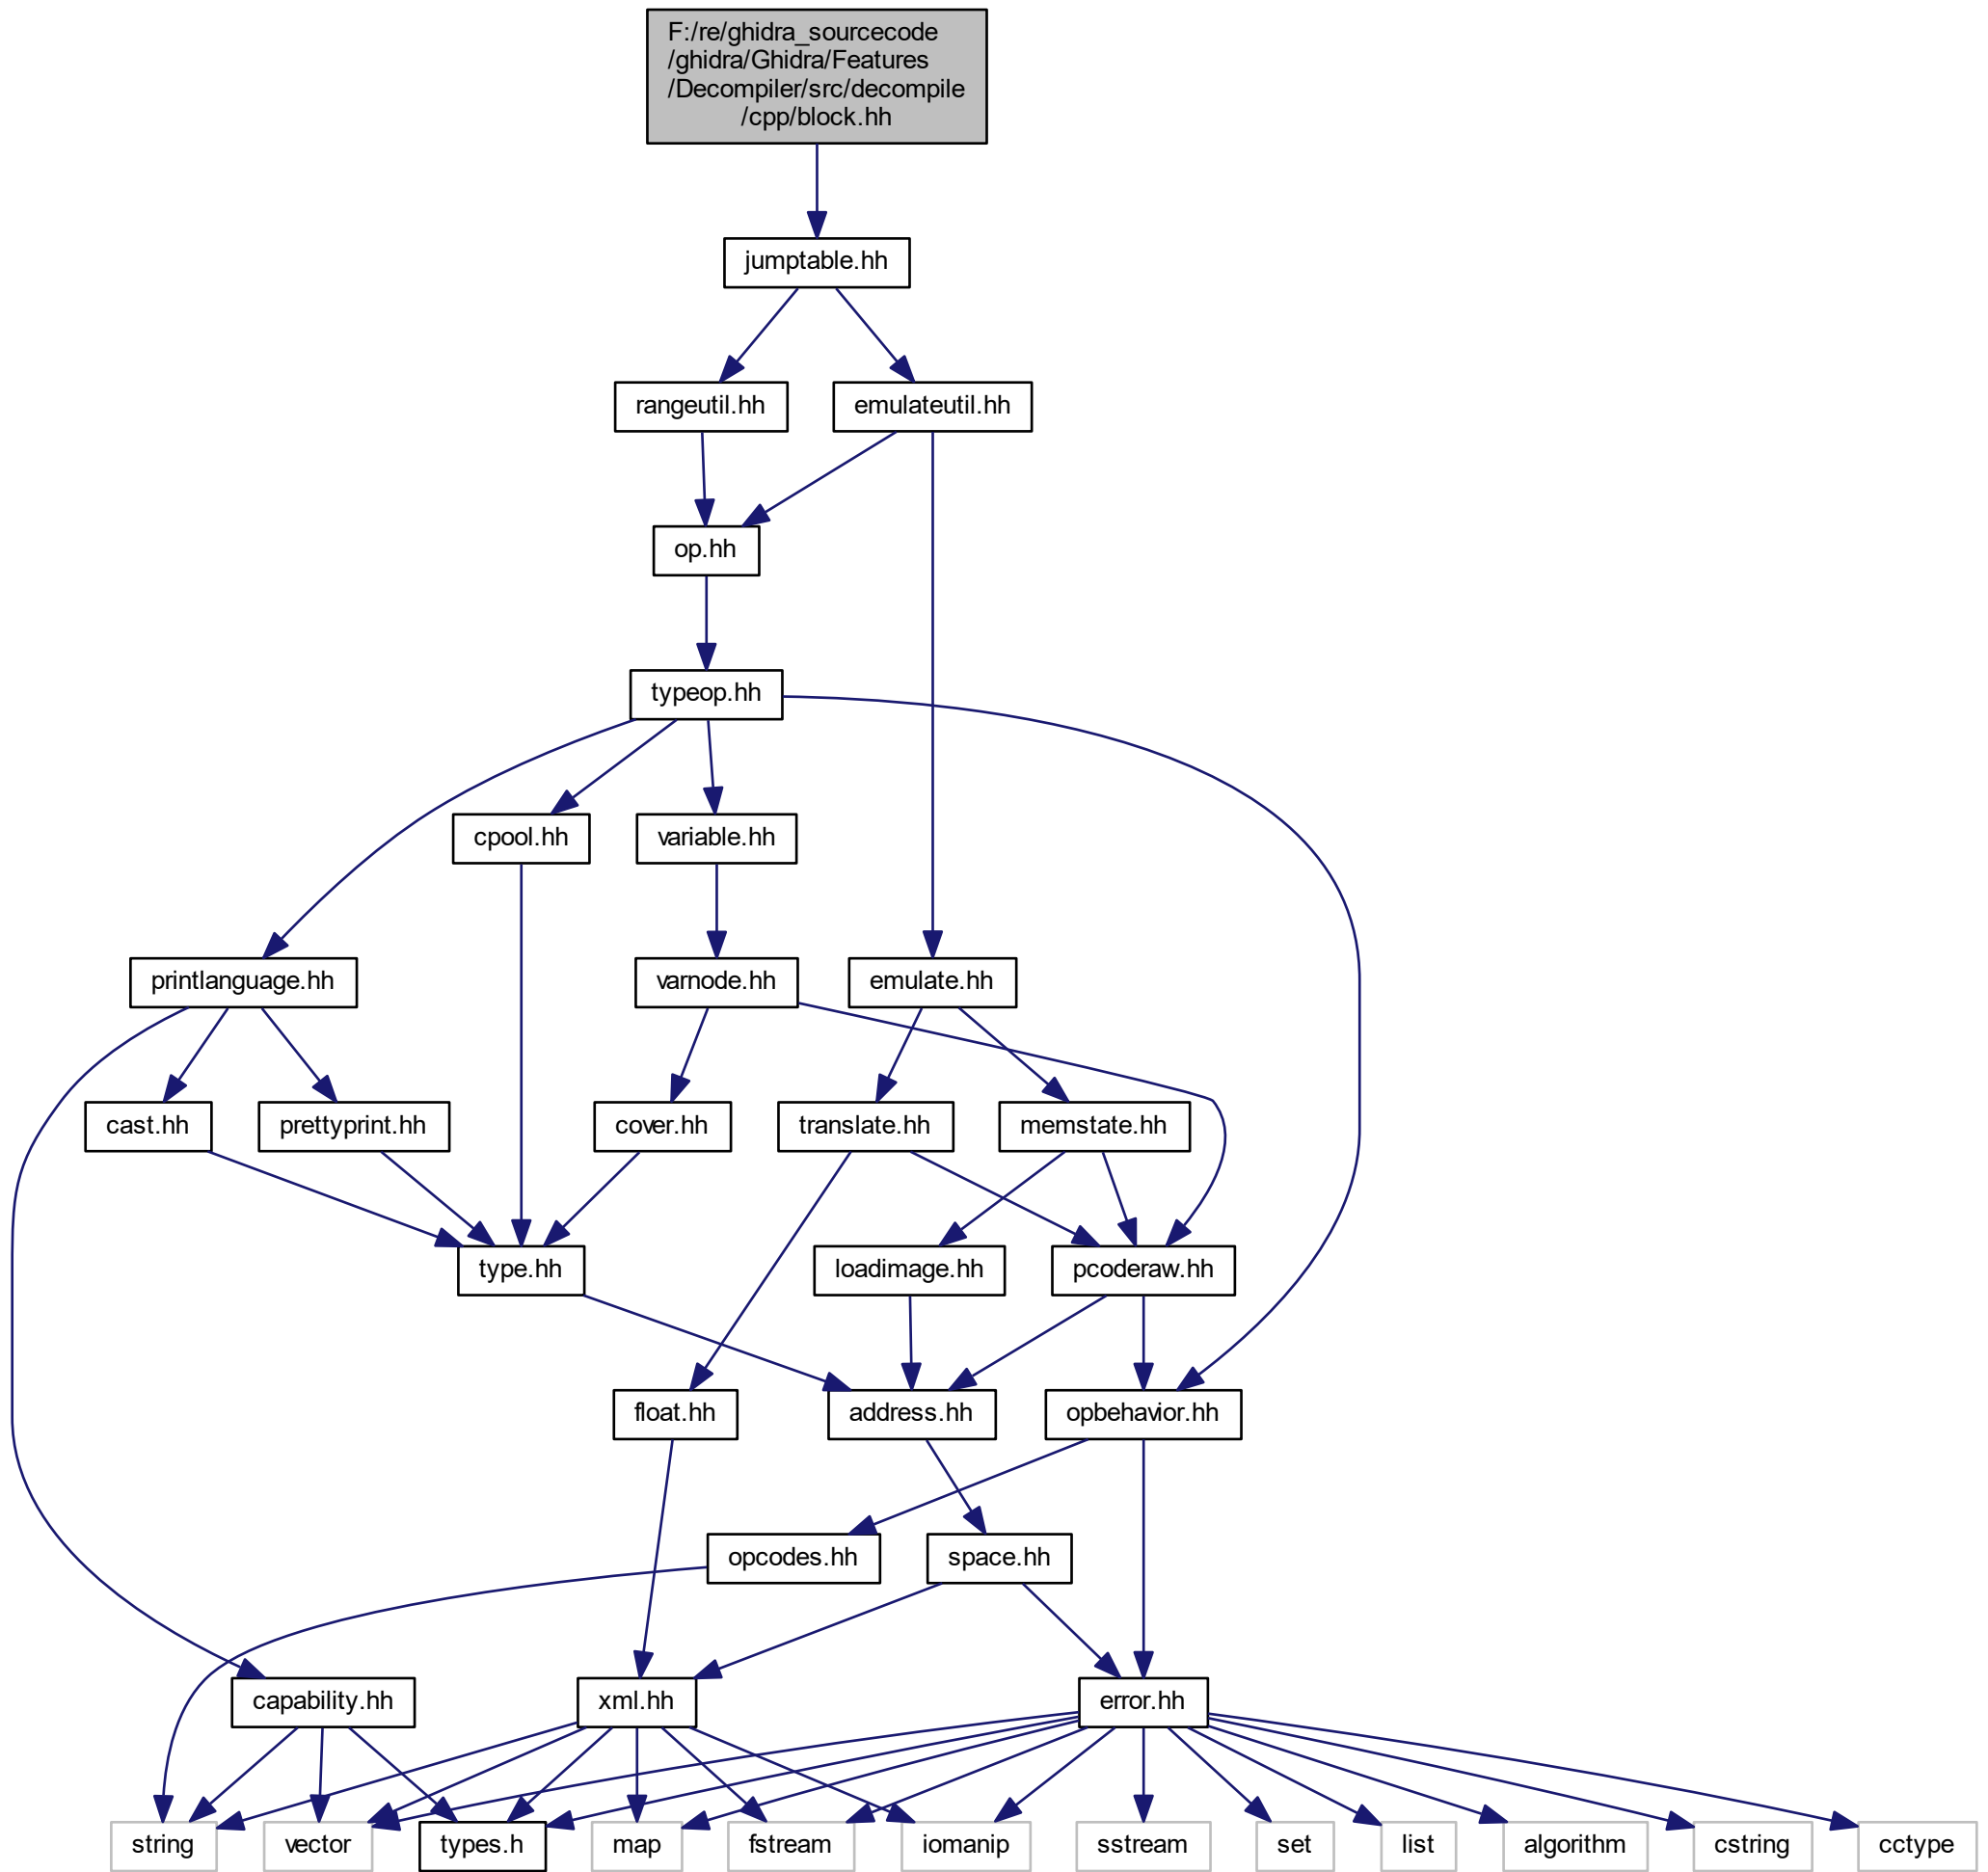 F:/re/ghidra_sourcecode
/ghidra/Ghidra/Features
/Decompiler/src/decompile
/cpp/block.hh
jumptable.hh
rangeutil.hh
emulateutil.hh
op.hh
typeop.hh
cpool.hh
variable.hh
printlanguage.hh
varnode.hh
emulate.hh
cast.hh
prettyprint.hh
cover.hh
translate.hh
memstate.hh
type.hh
loadimage.hh
pcoderaw.hh
float.hh
address.hh
opbehavior.hh
opcodes.hh
space.hh
capability.hh
xml.hh
error.hh
string
vector
types.h
map
fstream
iomanip
sstream
set
list
algorithm
cstring
cctype